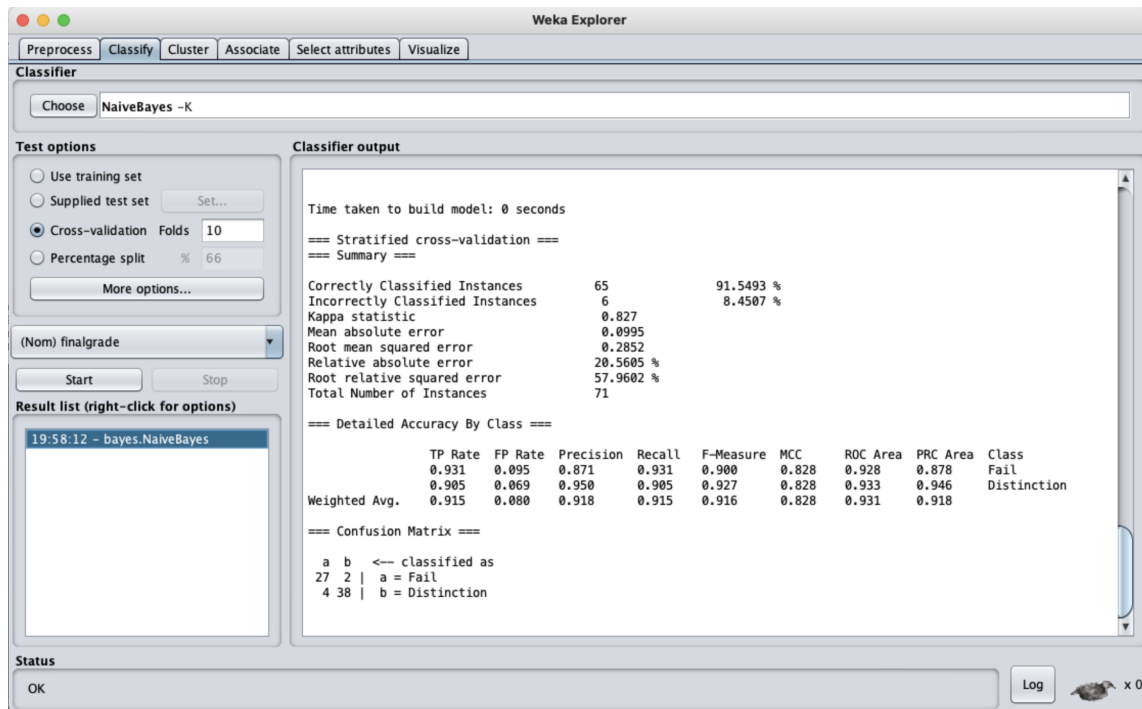 Weka Explorer
Preprocess Classify Cluster Associate Select attributes Visualize
Classifier
Choose NaiveBayes -K
Test options
Use training set
Supplied test set Set...
Cross-validation Folds 10
Percentage split % 66
More options...
(Nom) finalgrade
Start Stop
Result list (right-click for options)
19:58:12 - bayes.NaiveBayes
Classifier output
Time taken to build model: 0 seconds
=== Stratified cross-validation ===
=== Summary ===
Correctly Classified Instances 65 91.5493 %
Incorrectly Classified Instances 6 8.4507 %
Kappa statistic 0.827
Mean absolute error 0.0995
Root mean squared error 0.2852
Relative absolute error 20.5605 %
Root relative squared error 57.9602 %
Total Number of Instances 71
=== Detailed Accuracy By Class ===
TP Rate FP Rate Precision Recall F-Measure MCC ROC Area PRC Area Class
0.931 0.095 0.871 0.931 0.900 0.828 0.928 0.878 Fail
0.905 0.069 0.950 0.905 0.927 0.828 0.933 0.946 Distinction
Weighted Avg. 0.915 0.080 0.918 0.915 0.916 0.828 0.931 0.918
=== Confusion Matrix ===
a b <-- classified as
27 2 | a = Fail
4 38 | b = Distinction
Status
OK
Log x 0